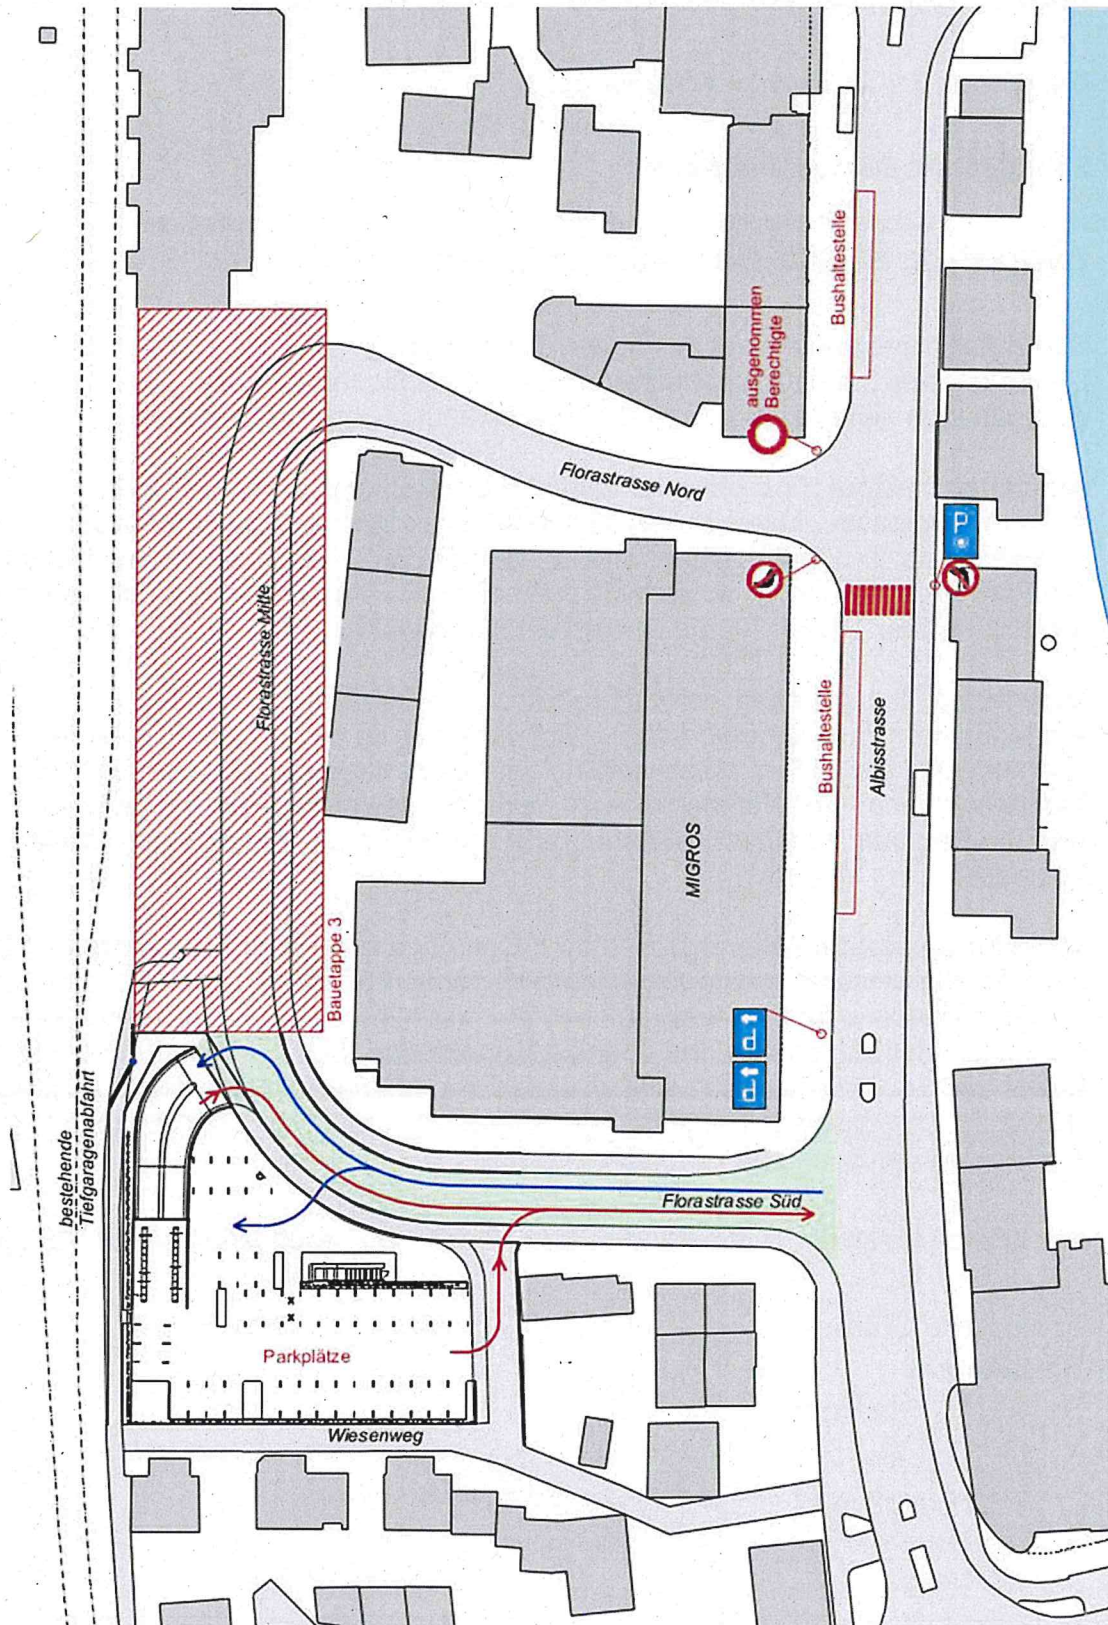 Bushaltestelle
ausgenommen
Berechtigte
Florastrasse Nord
Florastrasse Mitte
Bushaltestelle
Albisstrasse
MIGROS
Bauetappe 3
P
P
P
bestehende
Tiefgaragenabfahrt
Florastrasse Süd
Parkplätze
Wiesenweg